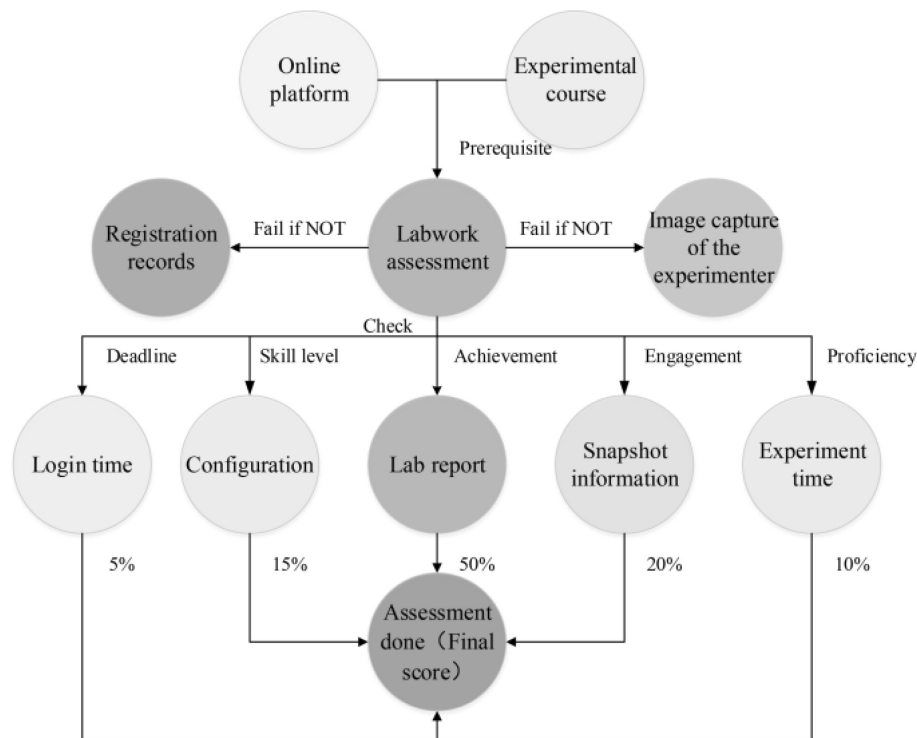 Online
platform
Experimental
course
Prerequisite
Registration
records
Fail if NOT
Labwork
assessment
Fail if NOT
Image capture
of the
experimenter
Check
Deadline
Skill level
Achievement
Engagement
Proficiency
Login time
Configuration
Lab report
Snapshot
information
Experiment
time
5%
15%
50%
20%
10%
Assessment
done（Final
score）